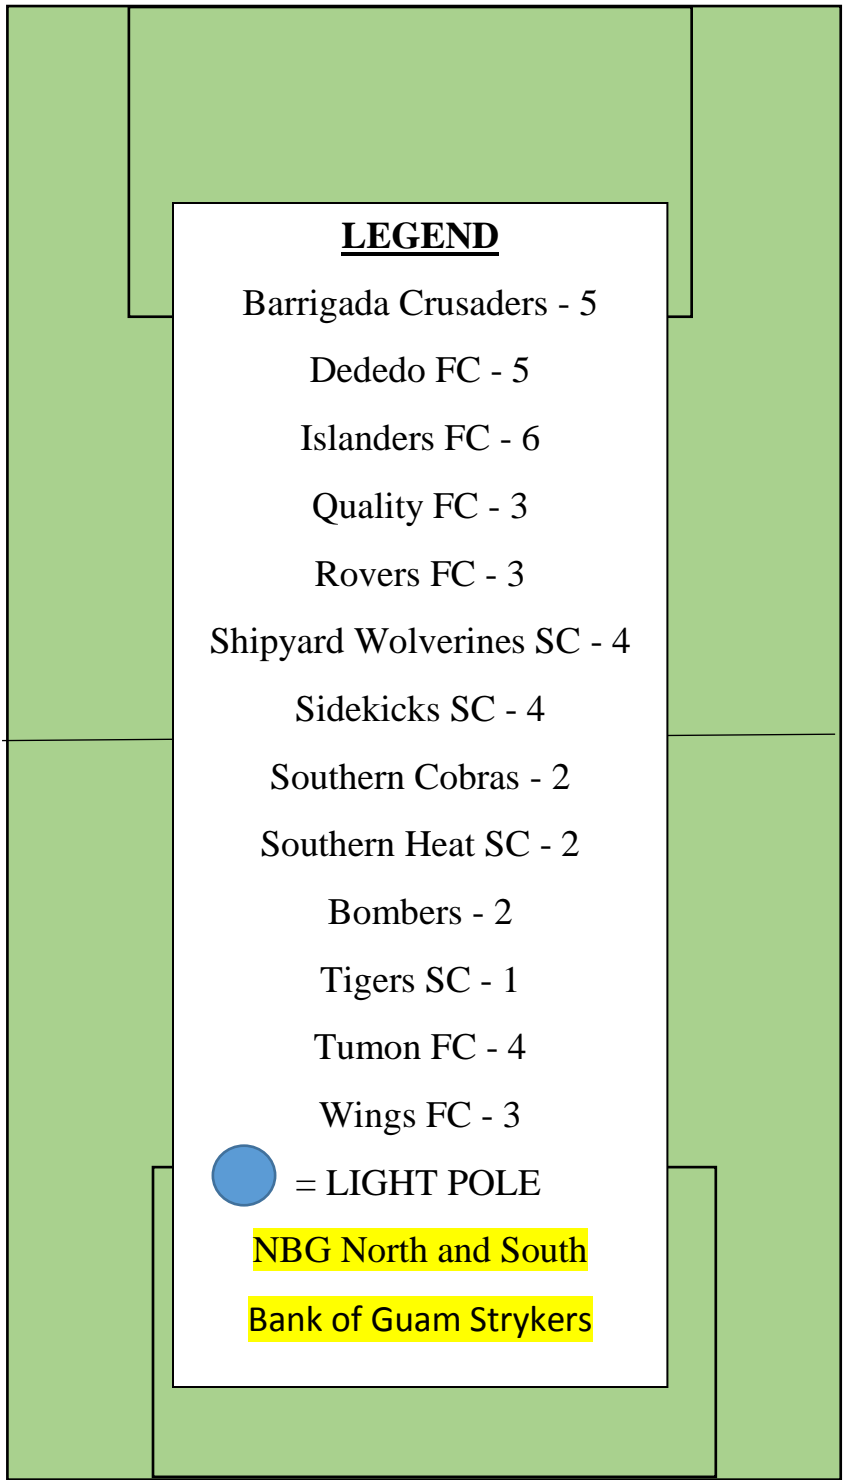 LEGEND
Barrigada Crusaders - 5
Dededo FC - 5
Islanders FC - 6
Quality FC - 3
Rovers FC - 3
Shipyard Wolverines SC - 4
Sidekicks SC - 4
Southern Cobras - 2
Southern Heat SC - 2
Bombers - 2
Tigers SC - 1
Tumon FC - 4
Wings FC - 3
= LIGHT POLE
NBG North and South
Bank of Guam Strykers